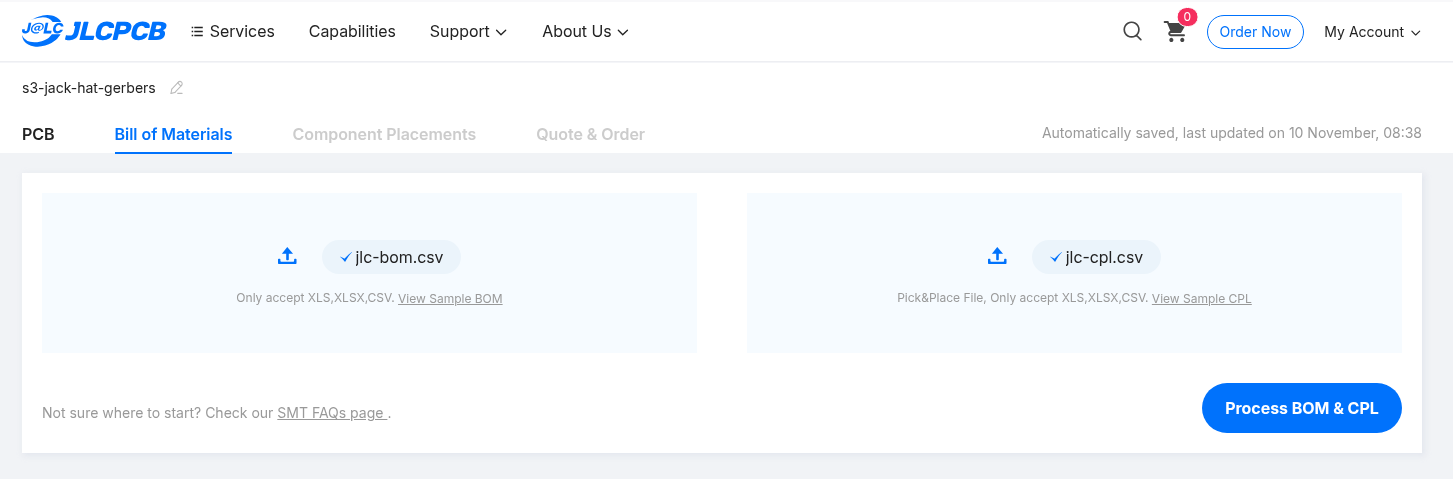 J@LC JLCPCB Services Capabilities Support About Us 0 Order Now My Account
s3-jack-hat-gerbers
PCB Bill of Materials Component Placements Quote & Order Automatically saved, last updated on 10 November, 08:38
jlc-bom.csv
Only accept XLS,XLSX,CSV. View Sample BOM
jlc-cpl.csv
Pick&Place File, Only accept XLS,XLSX,CSV. View Sample CPL
Not sure where to start? Check our SMT FAQs page .
Process BOM & CPL